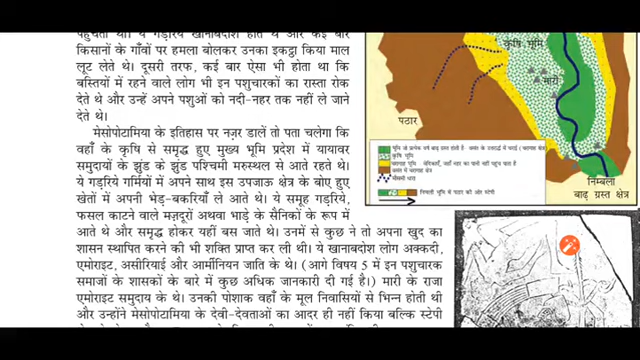 पहुंचाता था। ये गड़रिये खानाबदोश होते थे और कई बार
किसानों के गाँवों पर हमला बोलकर उनका इकट्ठा किया माल
लूट लेते थे। दूसरी तरफ, कई बार ऐसा भी होता था कि
बस्तियों में रहने वाले लोग भी इन पशुचारकों का रास्ता रोक
देते थे और उन्हें अपने पशुओं को नदी-नहर तक नहीं ले जाने
देते थे।
मेसोपोटामिया के इतिहास पर नज़र डालें तो पता चलेगा कि
वहाँ के कृषि से समृद्ध हुए मुख्य भूमि प्रदेश में यायावर
समुदायों के झुंड के झुंड पश्चिमी मरुस्थल से आते रहते थे।
ये गड़रिये गर्मियों में अपने साथ इस उपजाऊ क्षेत्र के बोए हुए
खेतों में अपनी भेड़-बकरियाँ ले आते थे। ये समूह गड़रिये,
फसल काटने वाले मज़दूरों अथवा भाड़े के सैनिकों के रूप में
आते थे और समृद्ध होकर यहीं बस जाते थे। उनमें से कुछ ने तो अपना खुद का
शासन स्थापित करने की भी शक्ति प्राप्त कर ली थी। ये खानाबदोश लोग अक्कदी,
एमोराइट, असीरियाई और आर्मीनियन जाति के थे। (आगे विषय 5 में इन पशुचारक
समाजों के शासकों के बारे में कुछ अधिक जानकारी दी गई है।) मारी के राजा
एमोराइट समुदाय के थे। उनकी पोशाक वहाँ के मूल निवासियों से भिन्न होती थी
और उन्होंने मेसोपोटामिया के देवी-देवताओं का आदर ही नहीं किया बल्कि स्टेपी
कृषि भूमि
मारी
पठार
निचला
बाढ़ ग्रस्त क्षेत्र
कृषि भूमि
मौसमी धारा